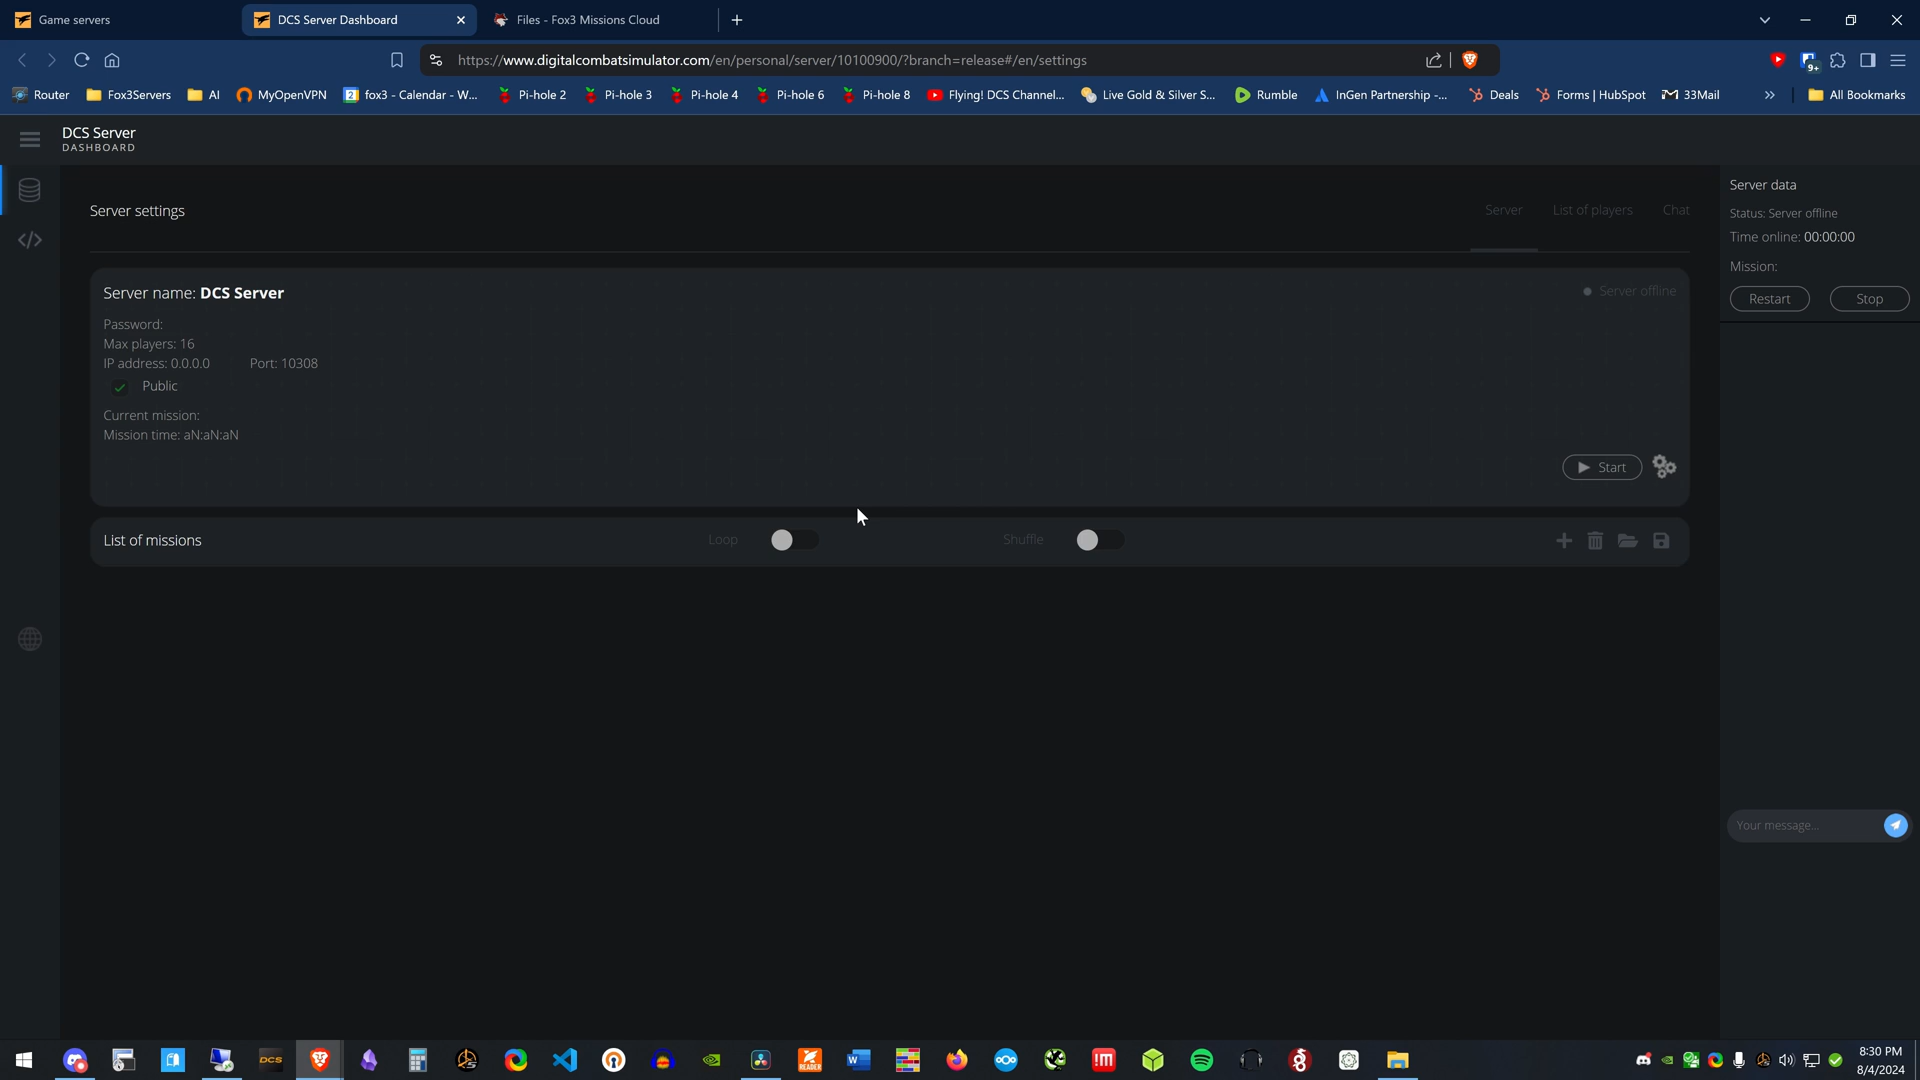 Game servers
DCS Server Dashboard
Files - Fox3 Missions Cloud
https://www.digitalcombatsimulator.com/en/personal/server/10100900/?branch=release#/en/settings
9+
Router
Fox3Servers
AI
MyOpenVPN
2
fox3 - Calendar - W...
Pi-hole 2
Pi-hole 3
Pi-hole 4
Pi-hole 6
Pi-hole 8
Flying! DCS Channel...
Live Gold & Silver S...
Rumble
InGen Partnership -...
Deals
Forms | HubSpot
33Mail
All Bookmarks
DCS Server
DASHBOARD
Server settings
Server
List of players
Chat
Server name: DCS Server
Server offline
Password:
Max players: 16
IP address: 0.0.0.0 Port: 10308
Public
Current mission:
Mission time: aN:aN:aN
Start
List of missions
Loop
Shuffle
Server data
Status: Server offline
Time online: 00:00:00
Mission:
Restart
Stop
Your message...
DCS
READER
8:30 PM
8/4/2024